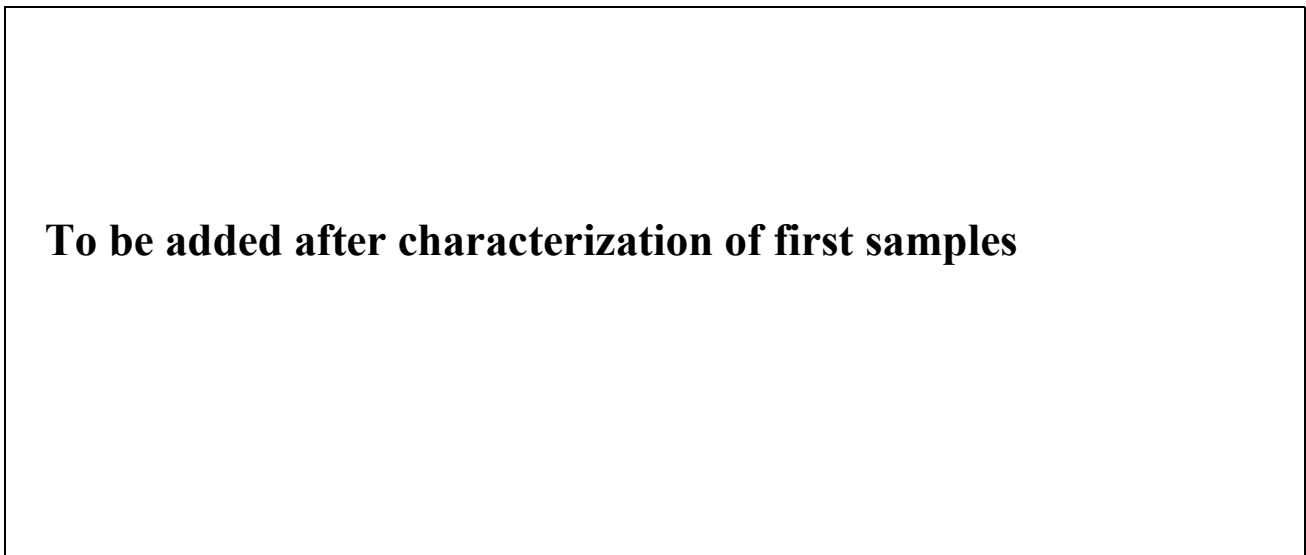 To be added after characterization of first samples